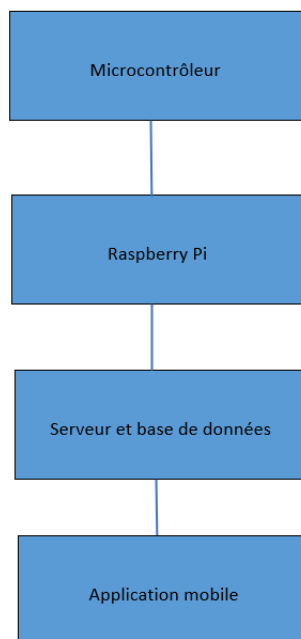 Microcontrôleur
Raspberry Pi
Serveur et base de données
Application mobile